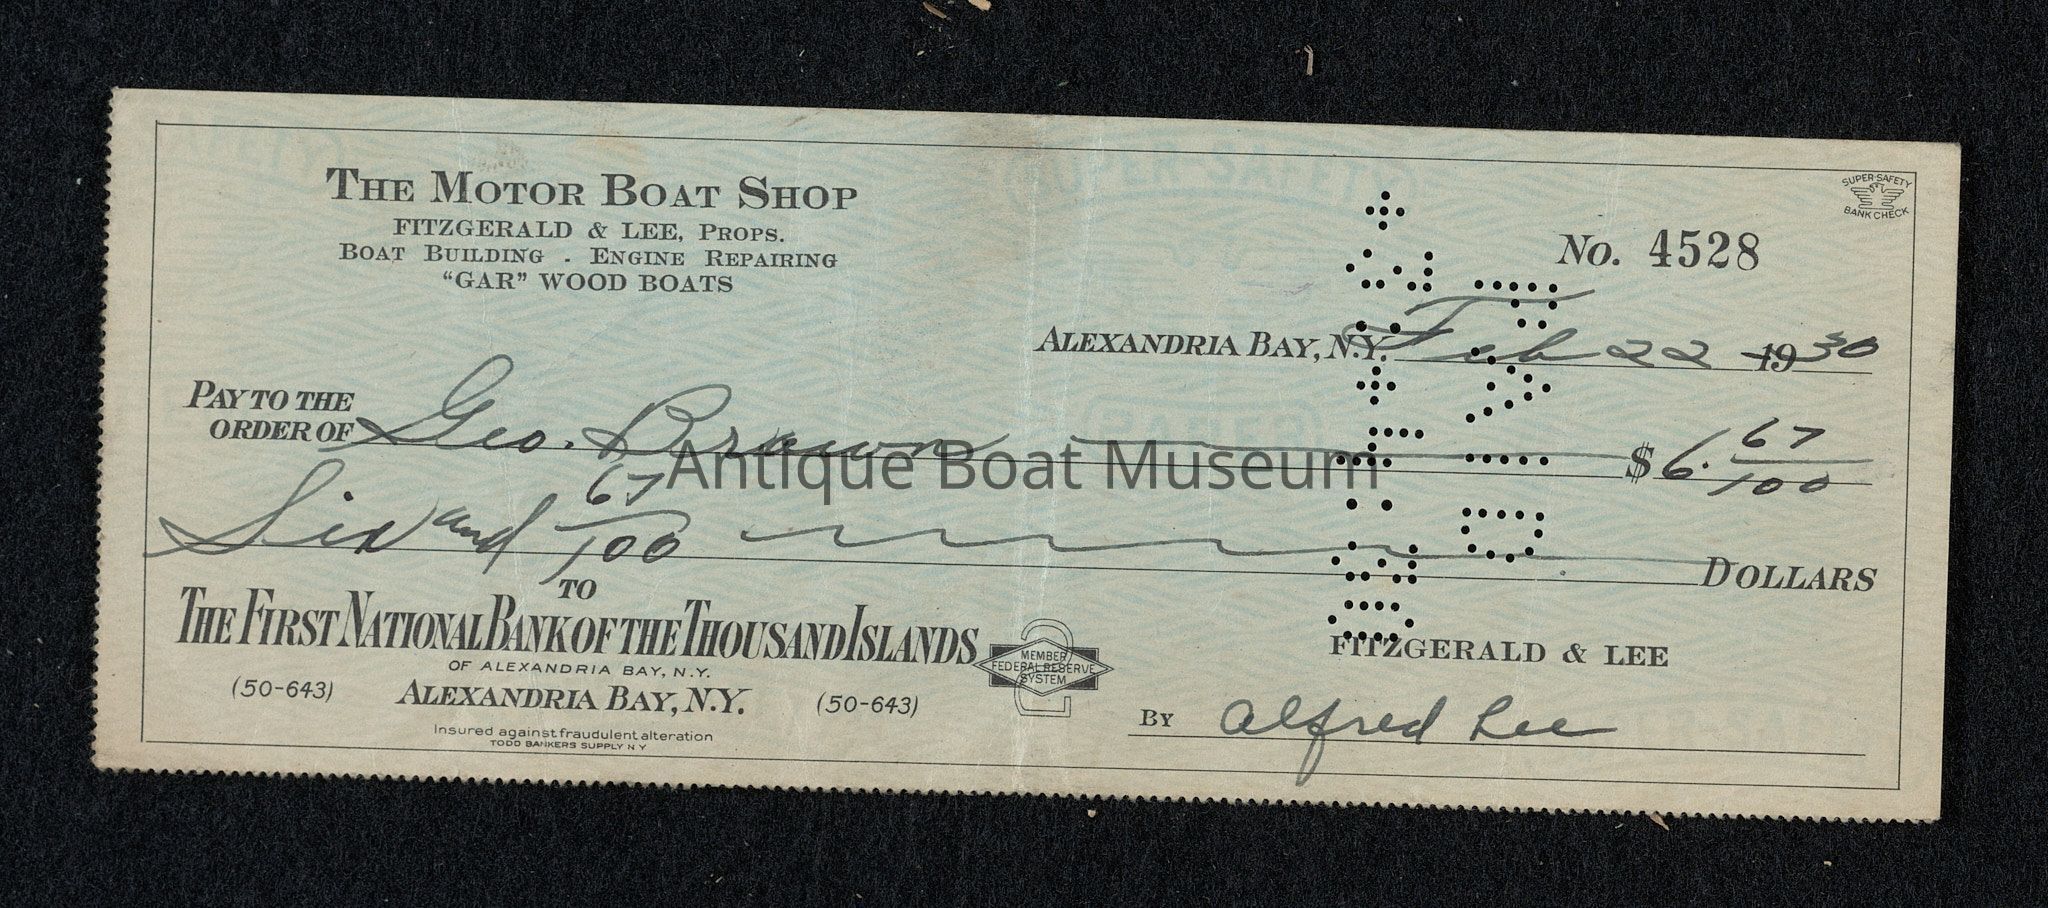 THE MOTOR BOAT SHOP
FITZGERALD & LEE, PROPS.
BOAT BUILDING . ENGINE REPAIRING
"GAR" WOOD BOATS
SUPER-SAFETY
BANK CHECK
No. 4528
ALEXANDRIA BAY, N.Y. Feb 22 1930
PAY TO THE
ORDER OF Geo. Brown $ 6. 67/100
Six and 67/100 DOLLARS
Antique Boat Museum
TO
THE FIRST NATIONAL BANK OF THE THOUSAND ISLANDS
OF ALEXANDRIA BAY, N.Y.
(50-643) ALEXANDRIA BAY, N.Y. (50-643)
Insured against fraudulent alteration
TODD BANKERS SUPPLY N Y
MEMBER
FEDERAL RESERVE
SYSTEM
2
FITZGERALD & LEE
BY Alfred Lee
PAID
SUPER SAFETY